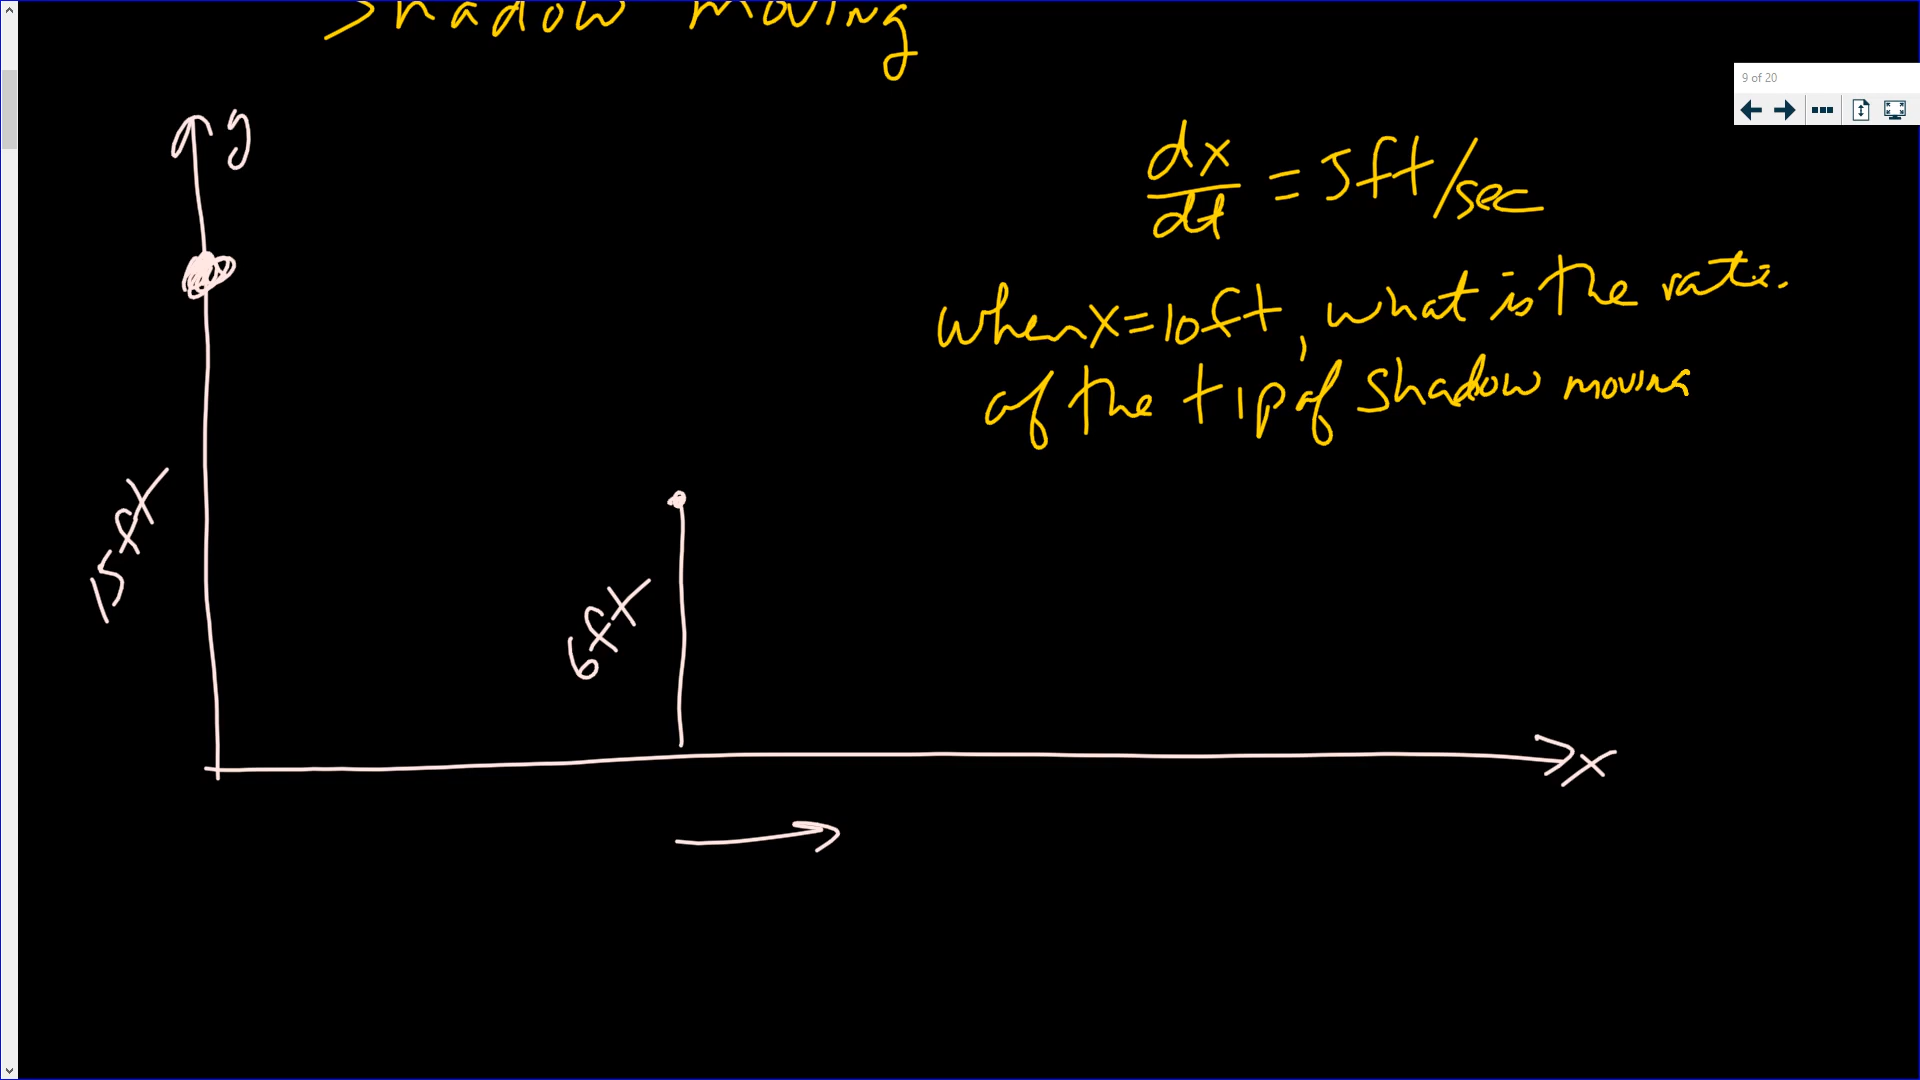 Shadow moving
9 of 20
y
dx/dt = 5ft/sec
when x=10ft, what is the rate.
of the tip of shadow moving
15ft
6ft
x